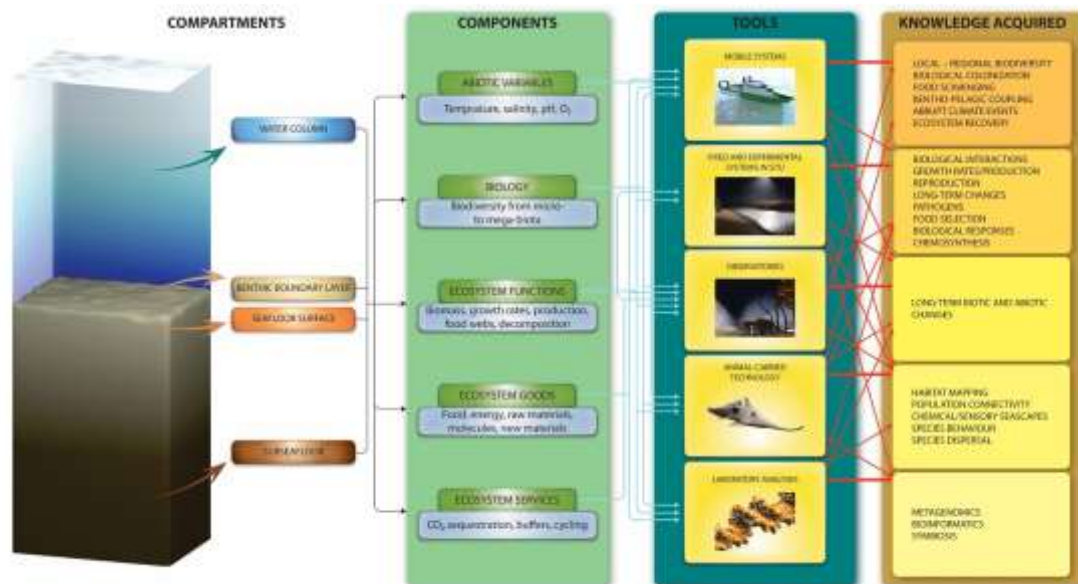 COMPARTMENTS
COMPONENTS
TOOLS
KNOWLEDGE ACQUIRED
WATER COLUMN
BENTHIC BOUNDARY LAYER
SEAFLOOR SURFACE
SUBSEAFLOOR
ABIOTIC VARIABLES
Temprature, salinity, pH, O₂
BIOLOGY
Biodiversity from micro-
to mega-biota
ECOSYSTEM FUNCTIONS
Biomass, growth rates, production,
food webs, decomposition
ECOSYSTEM GOODS
Food, energy, raw materials,
molecules, new materials
ECOSYSTEM SERVICES
CO₂ sequestration, buffers, cycling
MOBILE SYSTEMS
FIXED AND EXPERIMENTAL
SYSTEMS IN SITU
OBSERVATORIES
ANIMAL-CARRIED
TECHNOLOGY
LABORATORY ANALYSES
LOCAL - REGIONAL BIODIVERSITY
BIOLOGICAL COLONIZATION
FOOD SCAVENGING
BENTHO-PELAGIC COUPLING
ABRUPT CLIMATE EVENTS
ECOSYSTEM RECOVERY
BIOLOGICAL INTERACTIONS
GROWTH RATES/PRODUCTION
REPRODUCTION
LONG-TERM CHANGES
PATHOGENS
FOOD SELECTION
BIOLOGICAL RESPONSES
CHEMOSYNTHESIS
LONG-TERM BIOTIC AND ABIOTIC
CHANGES
HABITAT MAPPING
POPULATION CONNECTIVITY
CHEMICAL/SENSORY SEASCAPES
SPECIES BEHAVIOUR
SPECIES DISPERSAL
METAGENOMICS
BIOINFORMATICS
SYMBIOSIS